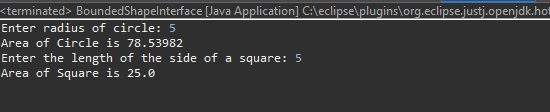 <terminated> BoundedShapeInterface [Java Application] C:\eclipse\plugins\org.eclipse.justj.openjdk.hot
Enter radius of circle: 5
Area of Circle is 78.53982
Enter the length of the side of a square: 5
Area of Square is 25.0